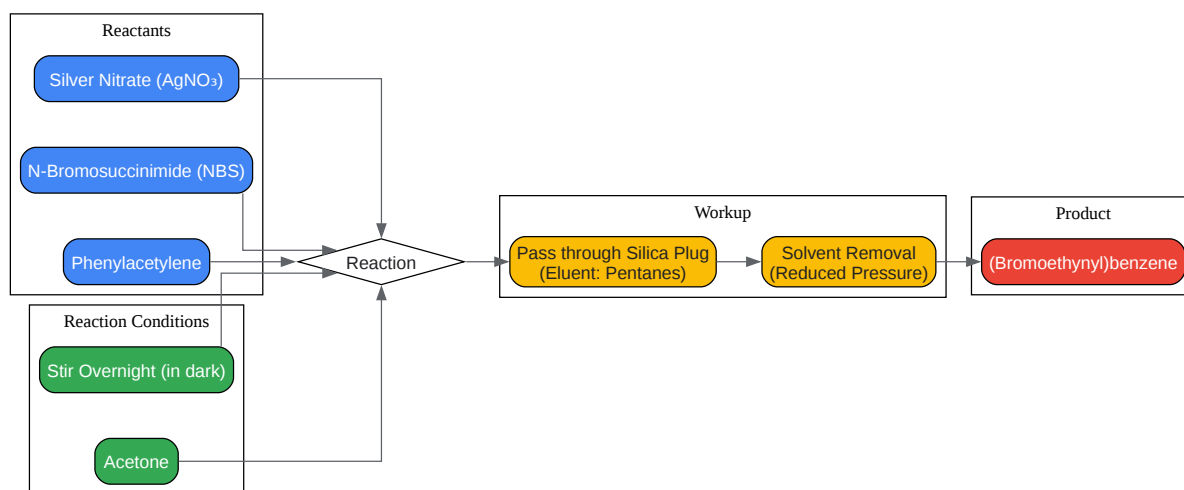 Reactants
Silver Nitrate (AgNO₃)
N-Bromosuccinimide (NBS)
Phenylacetylene
Reaction Conditions
Stir Overnight (in dark)
Acetone
Reaction
Workup
Pass through Silica Plug
(Eluent: Pentanes)
Solvent Removal
(Reduced Pressure)
Product
(Bromoethynyl)benzene